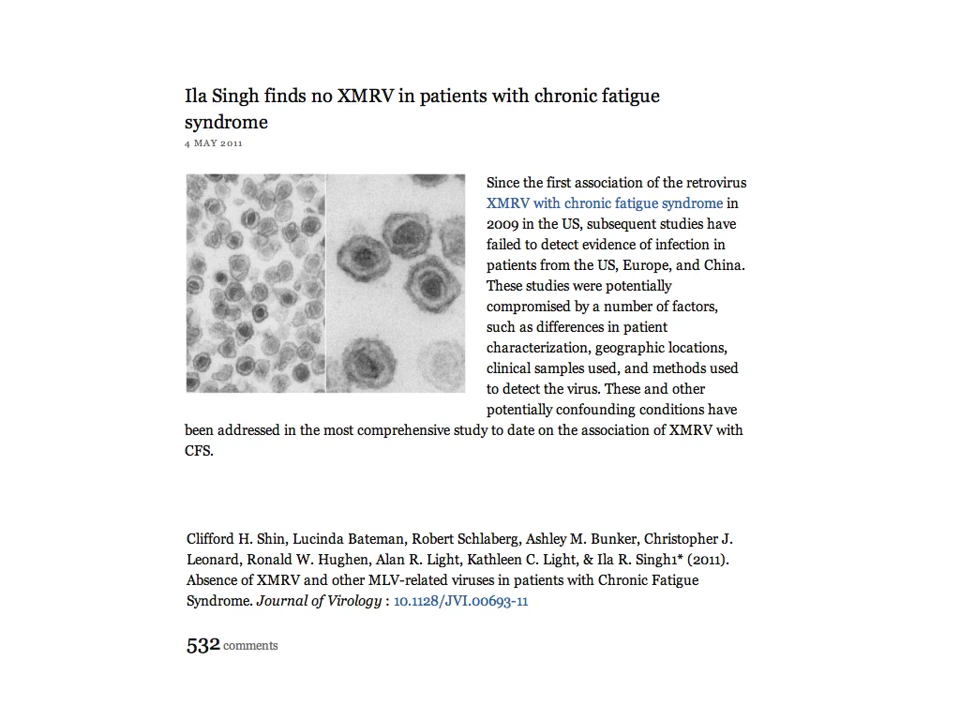 Ila Singh finds no XMRV in patients with chronic fatigue
syndrome
4 MAY 2011
Since the first association of the retrovirus
XMRV with chronic fatigue syndrome in
2009 in the US, subsequent studies have
failed to detect evidence of infection in
patients from the US, Europe, and China.
These studies were potentially
compromised by a number of factors,
such as differences in patient
characterization, geographic locations,
clinical samples used, and methods used
to detect the virus. These and other
potentially confounding conditions have
been addressed in the most comprehensive study to date on the association of XMRV with
CFS.
Clifford H. Shin, Lucinda Bateman, Robert Schlaberg, Ashley M. Bunker, Christopher J.
Leonard, Ronald W. Hughen, Alan R. Light, Kathleen C. Light, & Ila R. Singh1* (2011).
Absence of XMRV and other MLV-related viruses in patients with Chronic Fatigue
Syndrome. Journal of Virology : 10.1128/JVI.00693-11
532 comments